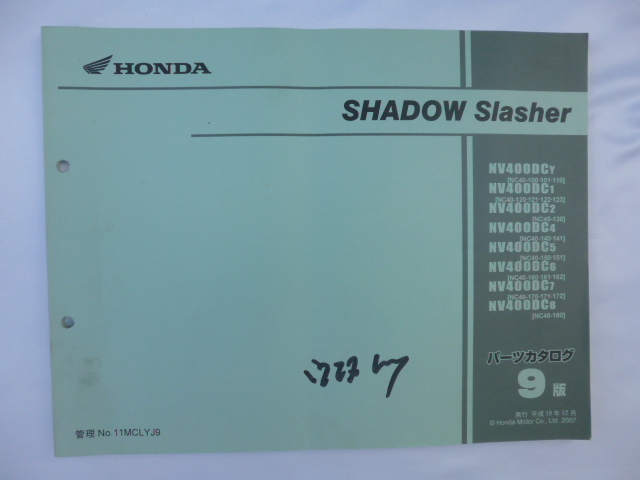 HONDA
SHADOW Slasher
NV400DCY
[NC40-100·101·110]
NV400DC1
[NC40-120·121·122·123]
NV400DC2
[NC40-130]
NV400DC4
[NC40-140·141]
NV400DC5
[NC40-150·151]
NV400DC6
[NC40-160·161·162]
NV400DC7
[NC40-170·171·172]
NV400DC8
[NC40-180]
パーツカタログ
9版
発行 平成19年12月
© Honda Motor Co., Ltd. 2007
管理 No.11MCLYJ9